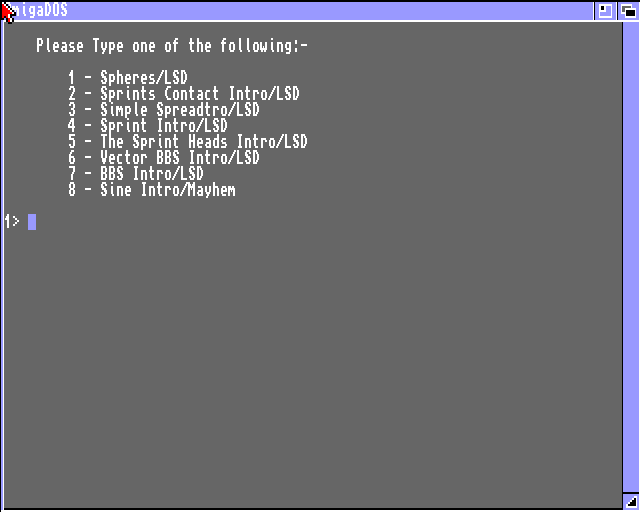 migaDOS
Please Type one of the following:-
1 - Spheres/LSD
2 - Sprints Contact Intro/LSD
3 - Simple Spreadtro/LSD
4 - Sprint Intro/LSD
5 - The Sprint Heads Intro/LSD
6 - Vector BBS Intro/LSD
7 - BBS Intro/LSD
8 - Sine Intro/Mayhem
1>